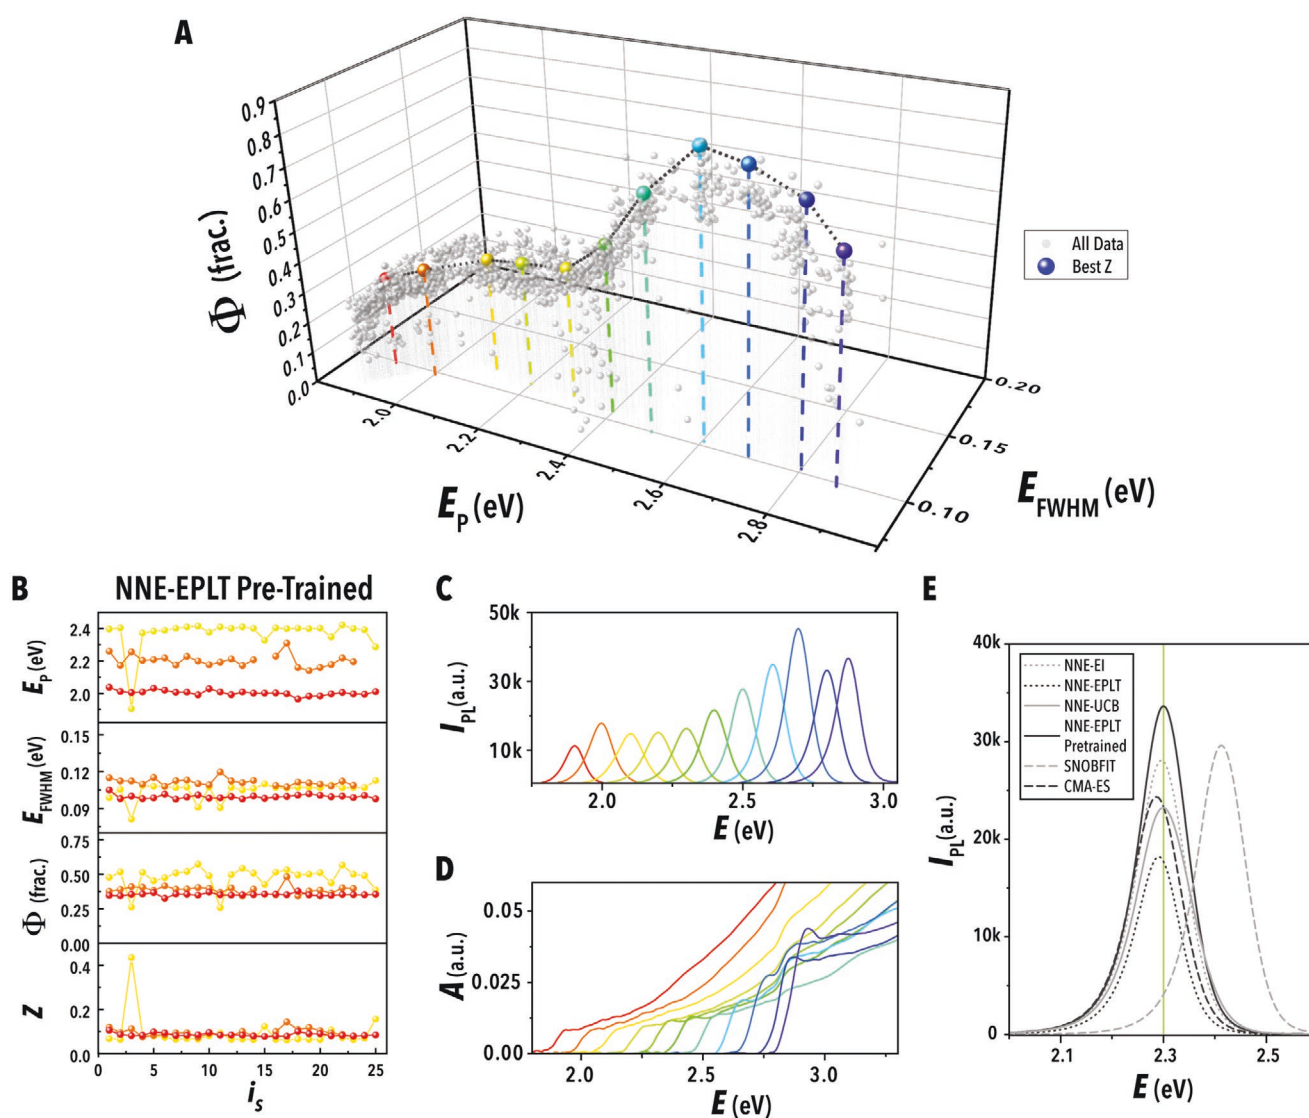 A
Φ (frac.)
0.9
0.8
0.7
0.6
0.5
0.4
0.3
0.2
0.1
0.0
2.0
2.2
2.4
2.6
2.8
E_P (eV)
0.20
0.15
0.10
E_FWHM (eV)
All Data
Best Z
B
NNE-EPLT Pre-Trained
E_P (eV)
2.4
2.2
2.0
E_FWHM (eV)
0.15
0.12
0.09
Φ (frac.)
0.75
0.50
0.25
0.00
Z
0.4
0.2
0.0
0 5 10 15 20 25
i_s
C
I_PL (a.u.)
50k
30k
10k
2.0 2.5 3.0
E (eV)
D
A (a.u.)
0.05
0.025
0.00
2.0 2.5 3.0
E (eV)
E
I_PL (a.u.)
40k
30k
20k
10k
0
NNE-EI
NNE-EPLT
NNE-UCB
NNE-EPLT
Pretrained
SNOBFIT
CMA-ES
2.1 2.3 2.5
E (eV)